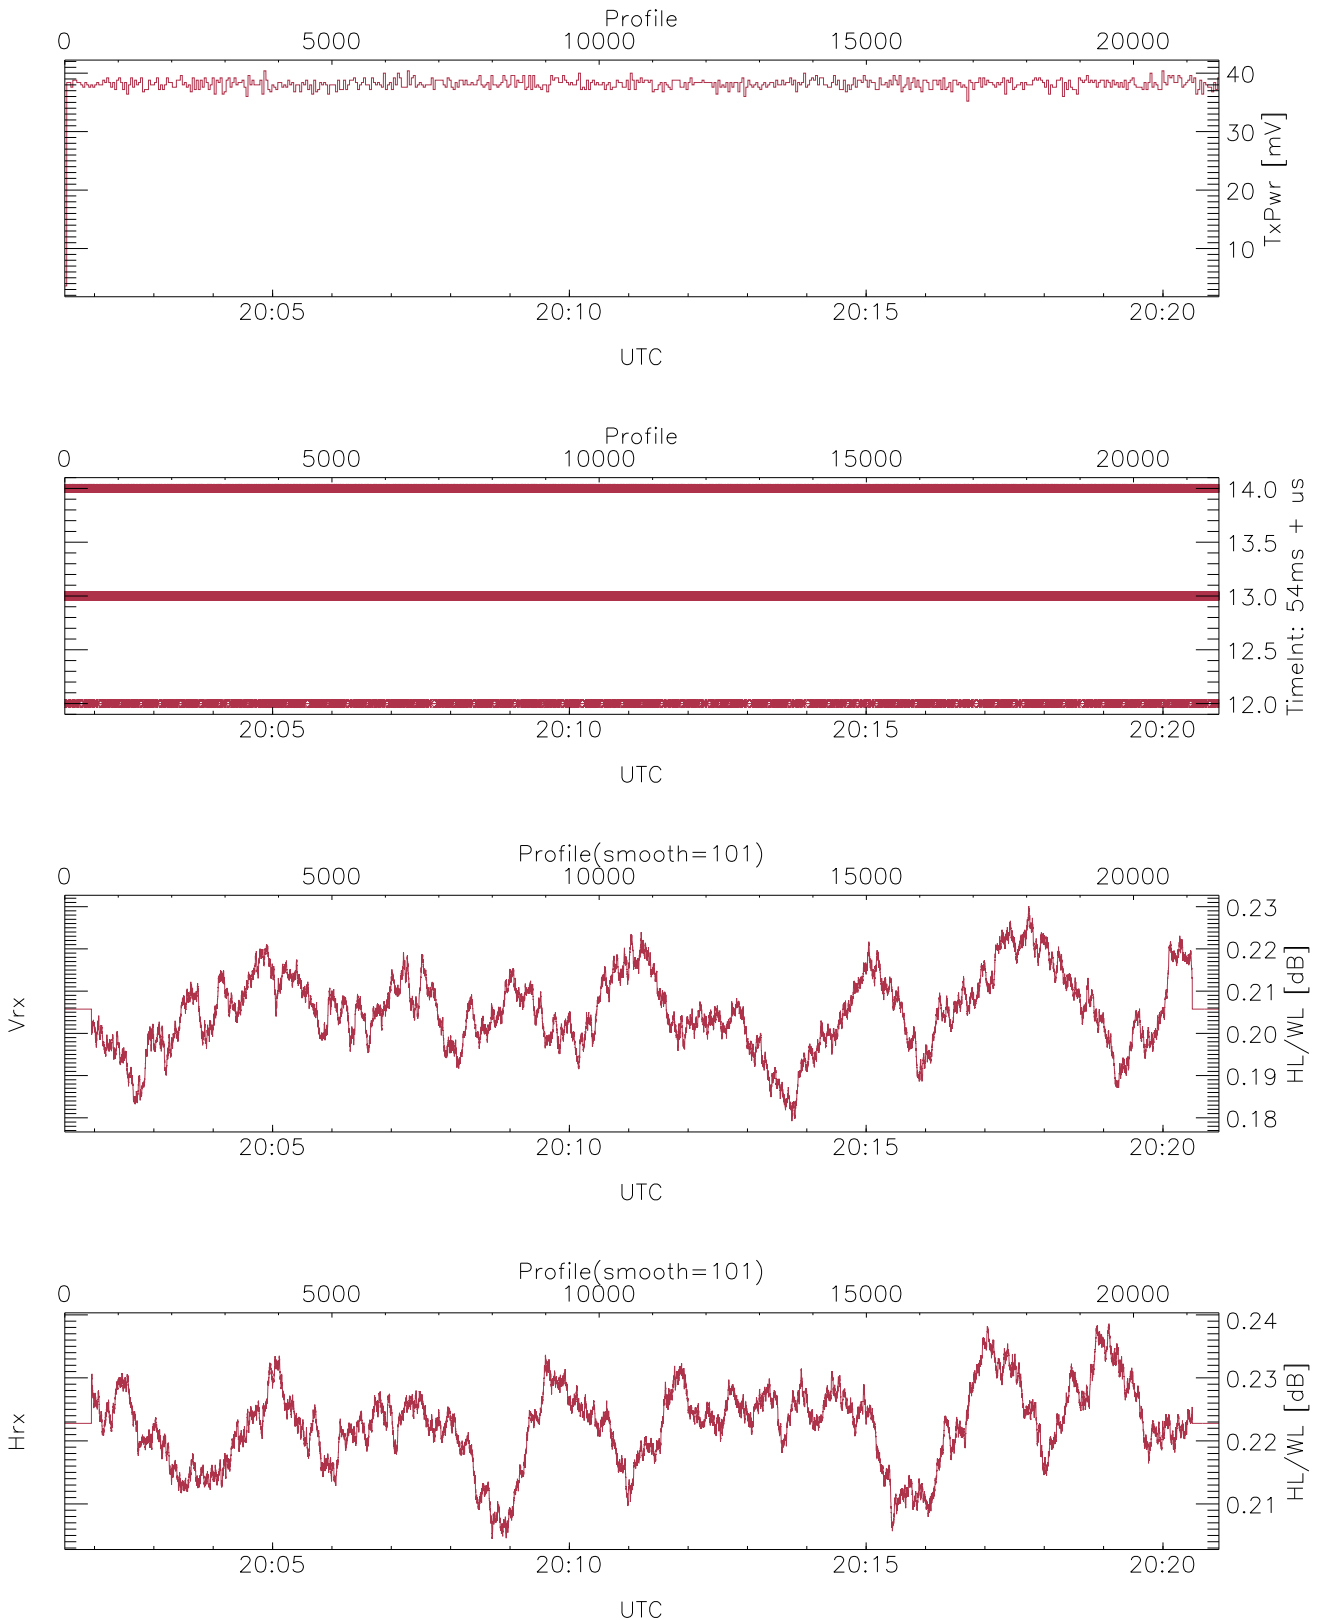 Profile
0 5000 10000 15000 20000
40
30
20
10
TxPwr [mV]
20:05 20:10 20:15 20:20
UTC
Profile
0 5000 10000 15000 20000
14.0
13.5
13.0
12.5
12.0
TimeInt: 54ms + us
20:05 20:10 20:15 20:20
UTC
Profile(smooth=101)
0 5000 10000 15000 20000
Vrx
0.23
0.22
0.21
0.20
0.19
0.18
HL/WL [dB]
20:05 20:10 20:15 20:20
UTC
Profile(smooth=101)
0 5000 10000 15000 20000
Hrx
0.24
0.23
0.22
0.21
HL/WL [dB]
20:05 20:10 20:15 20:20
UTC